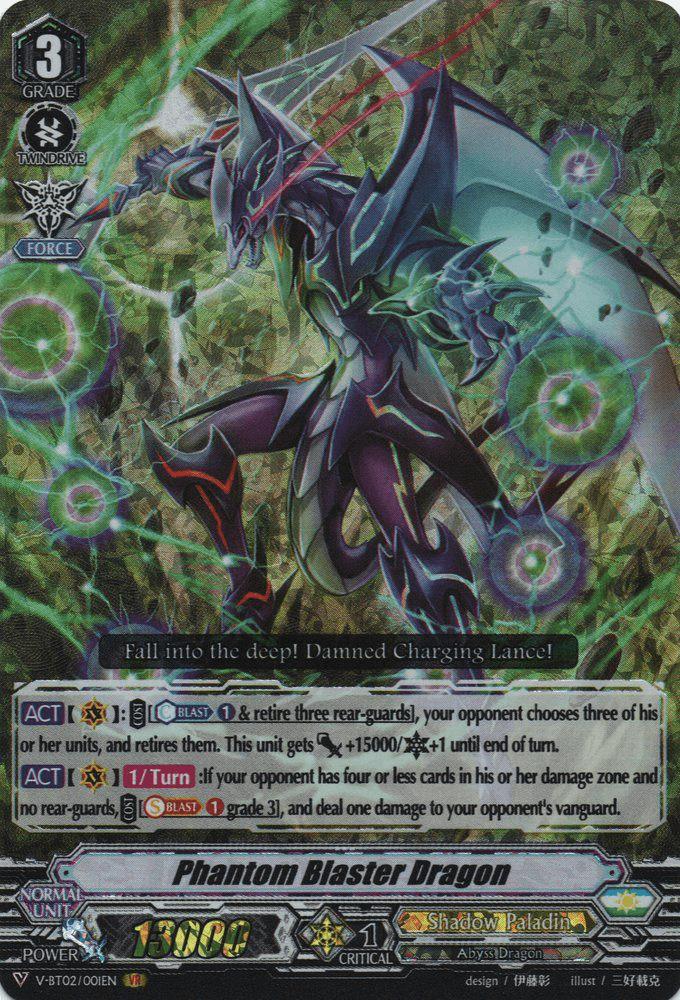 3
GRADE
TWINDRIVE
FORCE
Fall into the deep! Damned Charging Lance!
ACT [ V ]: COST [C BLAST 1 & retire three rear-guards], your opponent chooses three of his
or her units, and retires them. This unit gets +15000/ +1 until end of turn.
ACT [ V ] 1/Turn :If your opponent has four or less cards in his or her damage zone and
no rear-guards, COST [S BLAST 1 grade 3], and deal one damage to your opponent's vanguard.
Phantom Blaster Dragon
NORMAL
UNIT
POWER 13000 1 CRITICAL
Shadow Paladin
Abyss Dragon
V-BT02/001EN VR design / 伊藤彰 illust / 三好載克